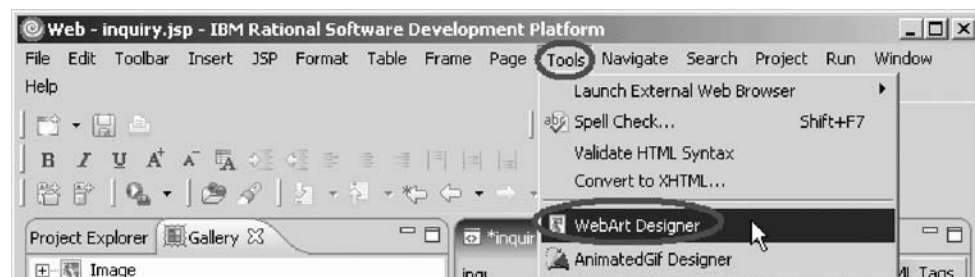 Web - inquiry.jsp - IBM Rational Software Development Platform
File Edit Toolbar Insert JSP Format Table Frame Page Tools Navigate Search Project Run Window
Help
Launch External Web Browser
Spell Check... Shift+F7
Validate HTML Syntax
Convert to XHTML...
B I U A A A
Project Explorer Gallery *inquir
WebArt Designer
AnimatedGif Designer
Image Tags